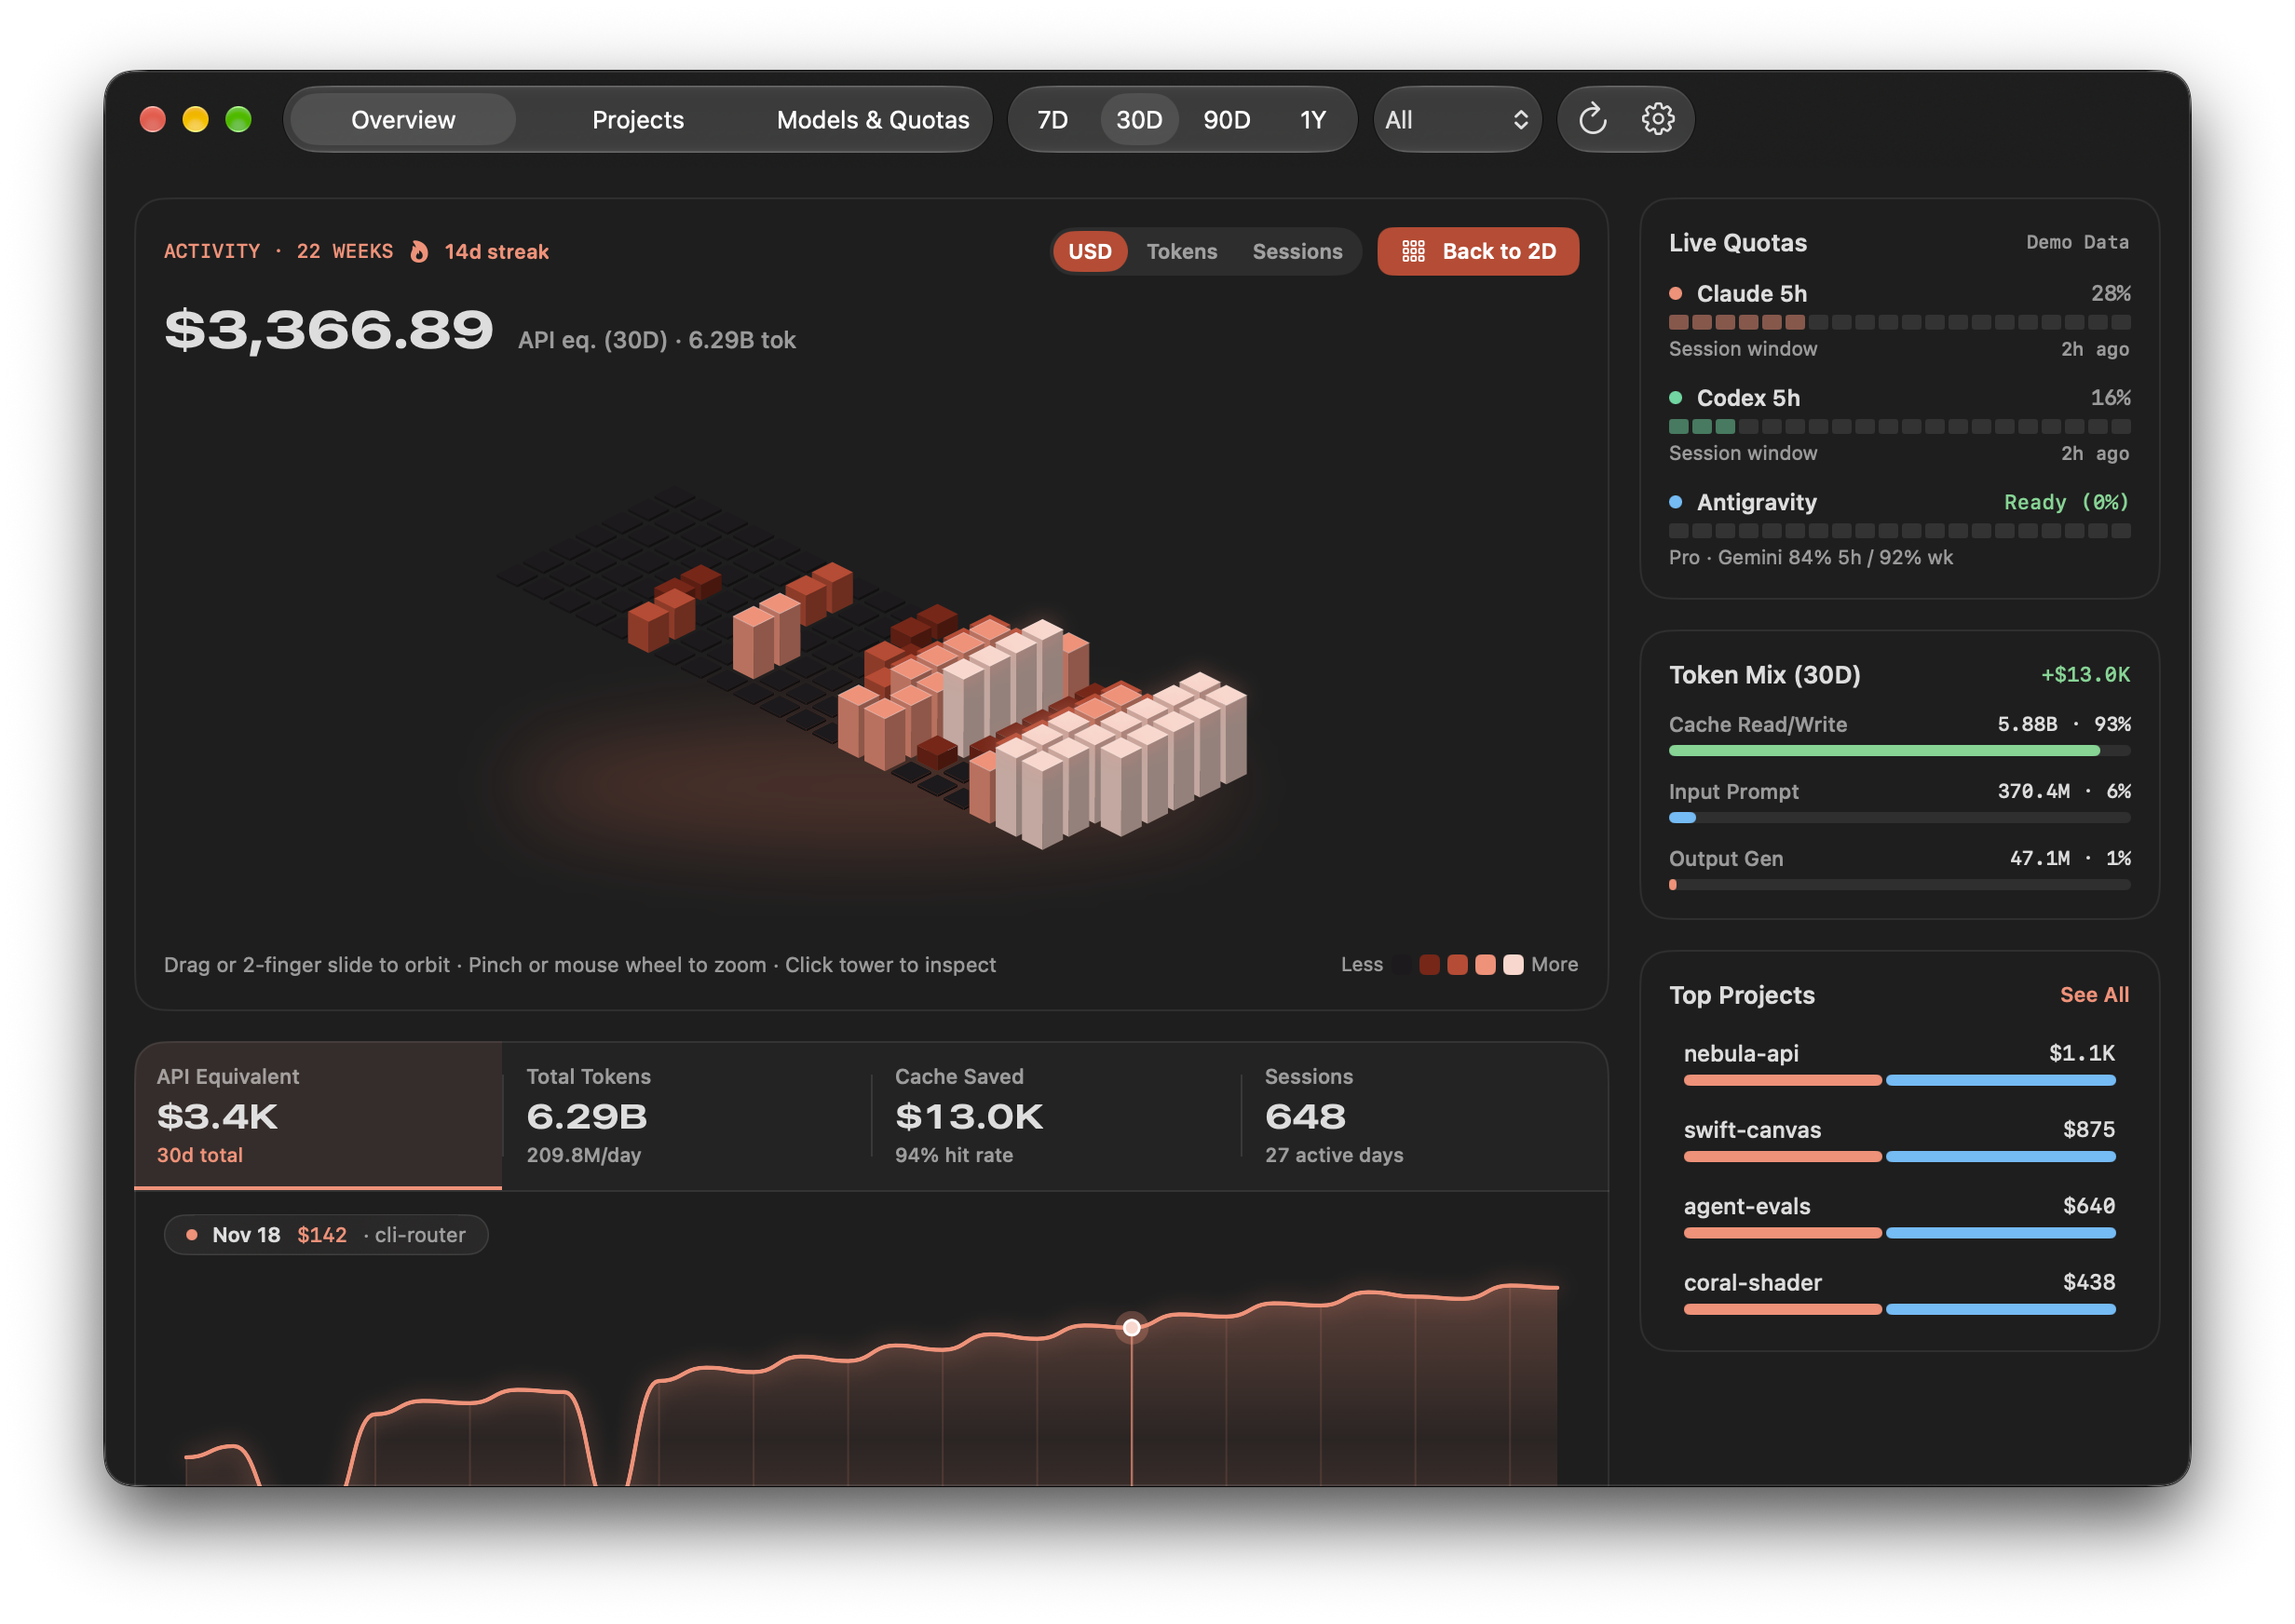 Overview Projects Models & Quotas 7D 30D 90D 1Y All
ACTIVITY · 22 WEEKS 14d streak
USD Tokens Sessions Back to 2D
$3,366.89 API eq. (30D) · 6.29B tok
Drag or 2-finger slide to orbit · Pinch or mouse wheel to zoom · Click tower to inspect
Less More
API Equivalent
$3.4K
30d total
Total Tokens
6.29B
209.8M/day
Cache Saved
$13.0K
94% hit rate
Sessions
648
27 active days
Nov 18 $142 · cli-router
Live Quotas Demo Data
Claude 5h 28%
Session window 2h ago
Codex 5h 16%
Session window 2h ago
Antigravity Ready (0%)
Pro · Gemini 84% 5h / 92% wk
Token Mix (30D) +$13.0K
Cache Read/Write 5.88B · 93%
Input Prompt 370.4M · 6%
Output Gen 47.1M · 1%
Top Projects See All
nebula-api $1.1K
swift-canvas $875
agent-evals $640
coral-shader $438